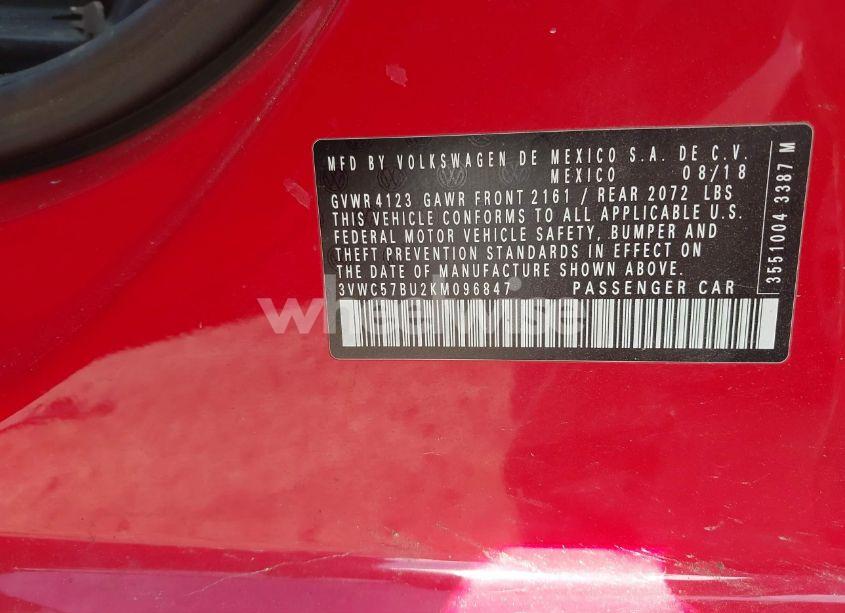 MFD BY VOLKSWAGEN DE MEXICO S.A. DE C.V.
MEXICO 08/18
GVWR 4123 GAWR FRONT 2161 / REAR 2072 LBS
THIS VEHICLE CONFORMS TO ALL APPLICABLE U.S.
FEDERAL MOTOR VEHICLE SAFETY, BUMPER AND
THEFT PREVENTION STANDARDS IN EFFECT ON
THE DATE OF MANUFACTURE SHOWN ABOVE.
3VWC57BU2KM096847 PASSENGER CAR
3551004 3387 M
wheelwise